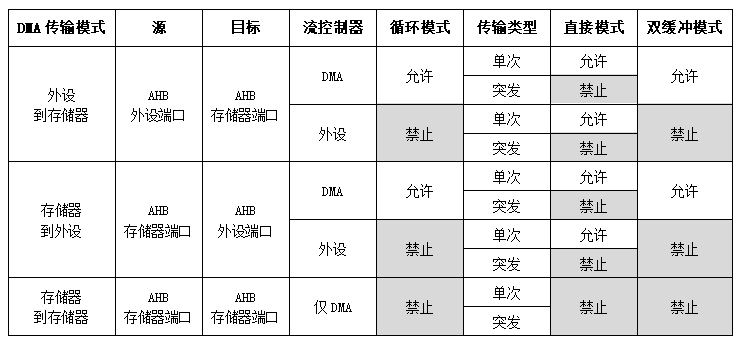 DMA 传输模式 源 目标 流控制器 循环模式 传输类型 直接模式 双缓冲模式
外设
到存储器
AHB
外设端口
AHB
存储器端口
DMA 允许 单次 允许 允许
突发 禁止
外设 禁止 单次 允许 禁止
突发 禁止
存储器
到外设
AHB
存储器端口
AHB
外设端口
DMA 允许 单次 允许 允许
突发 禁止
外设 禁止 单次 允许 禁止
突发 禁止
存储器
到存储器
AHB
存储器端口
AHB
存储器端口
仅 DMA 禁止 单次 禁止 禁止
突发